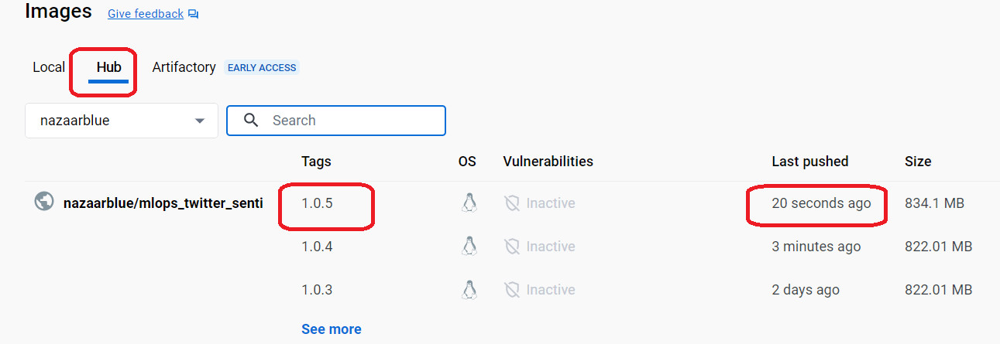 Images Give feedback
Local Hub Artifactory EARLY ACCESS
nazaarblue Search
Tags OS Vulnerabilities Last pushed Size
nazaarblue/mlops_twitter_senti 1.0.5 Inactive 20 seconds ago 834.1 MB
1.0.4 Inactive 3 minutes ago 822.01 MB
1.0.3 Inactive 2 days ago 822.01 MB
See more